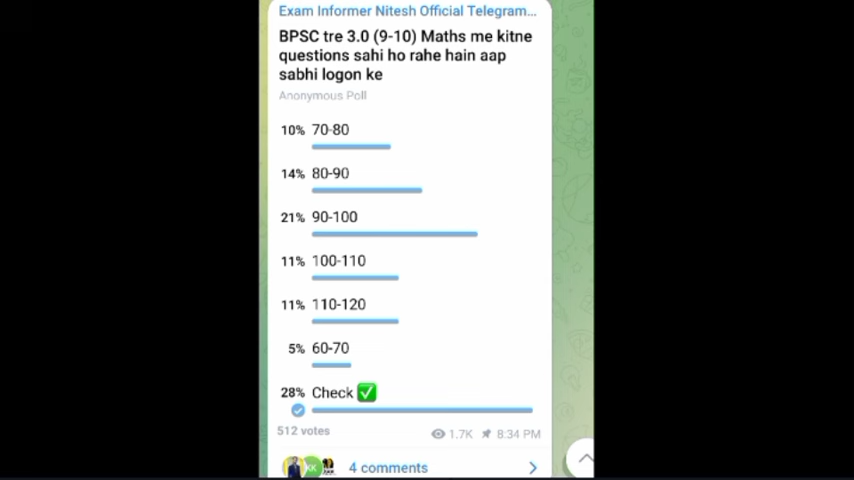 Exam Informer Nitesh Official Telegram...
BPSC tre 3.0 (9-10) Maths me kitne
questions sahi ho rahe hain aap
sabhi logon ke
Anonymous Poll
10% 70-80
14% 80-90
21% 90-100
11% 100-110
11% 110-120
5% 60-70
28% Check ✅
512 votes 1.7K 8:34 PM
4 comments